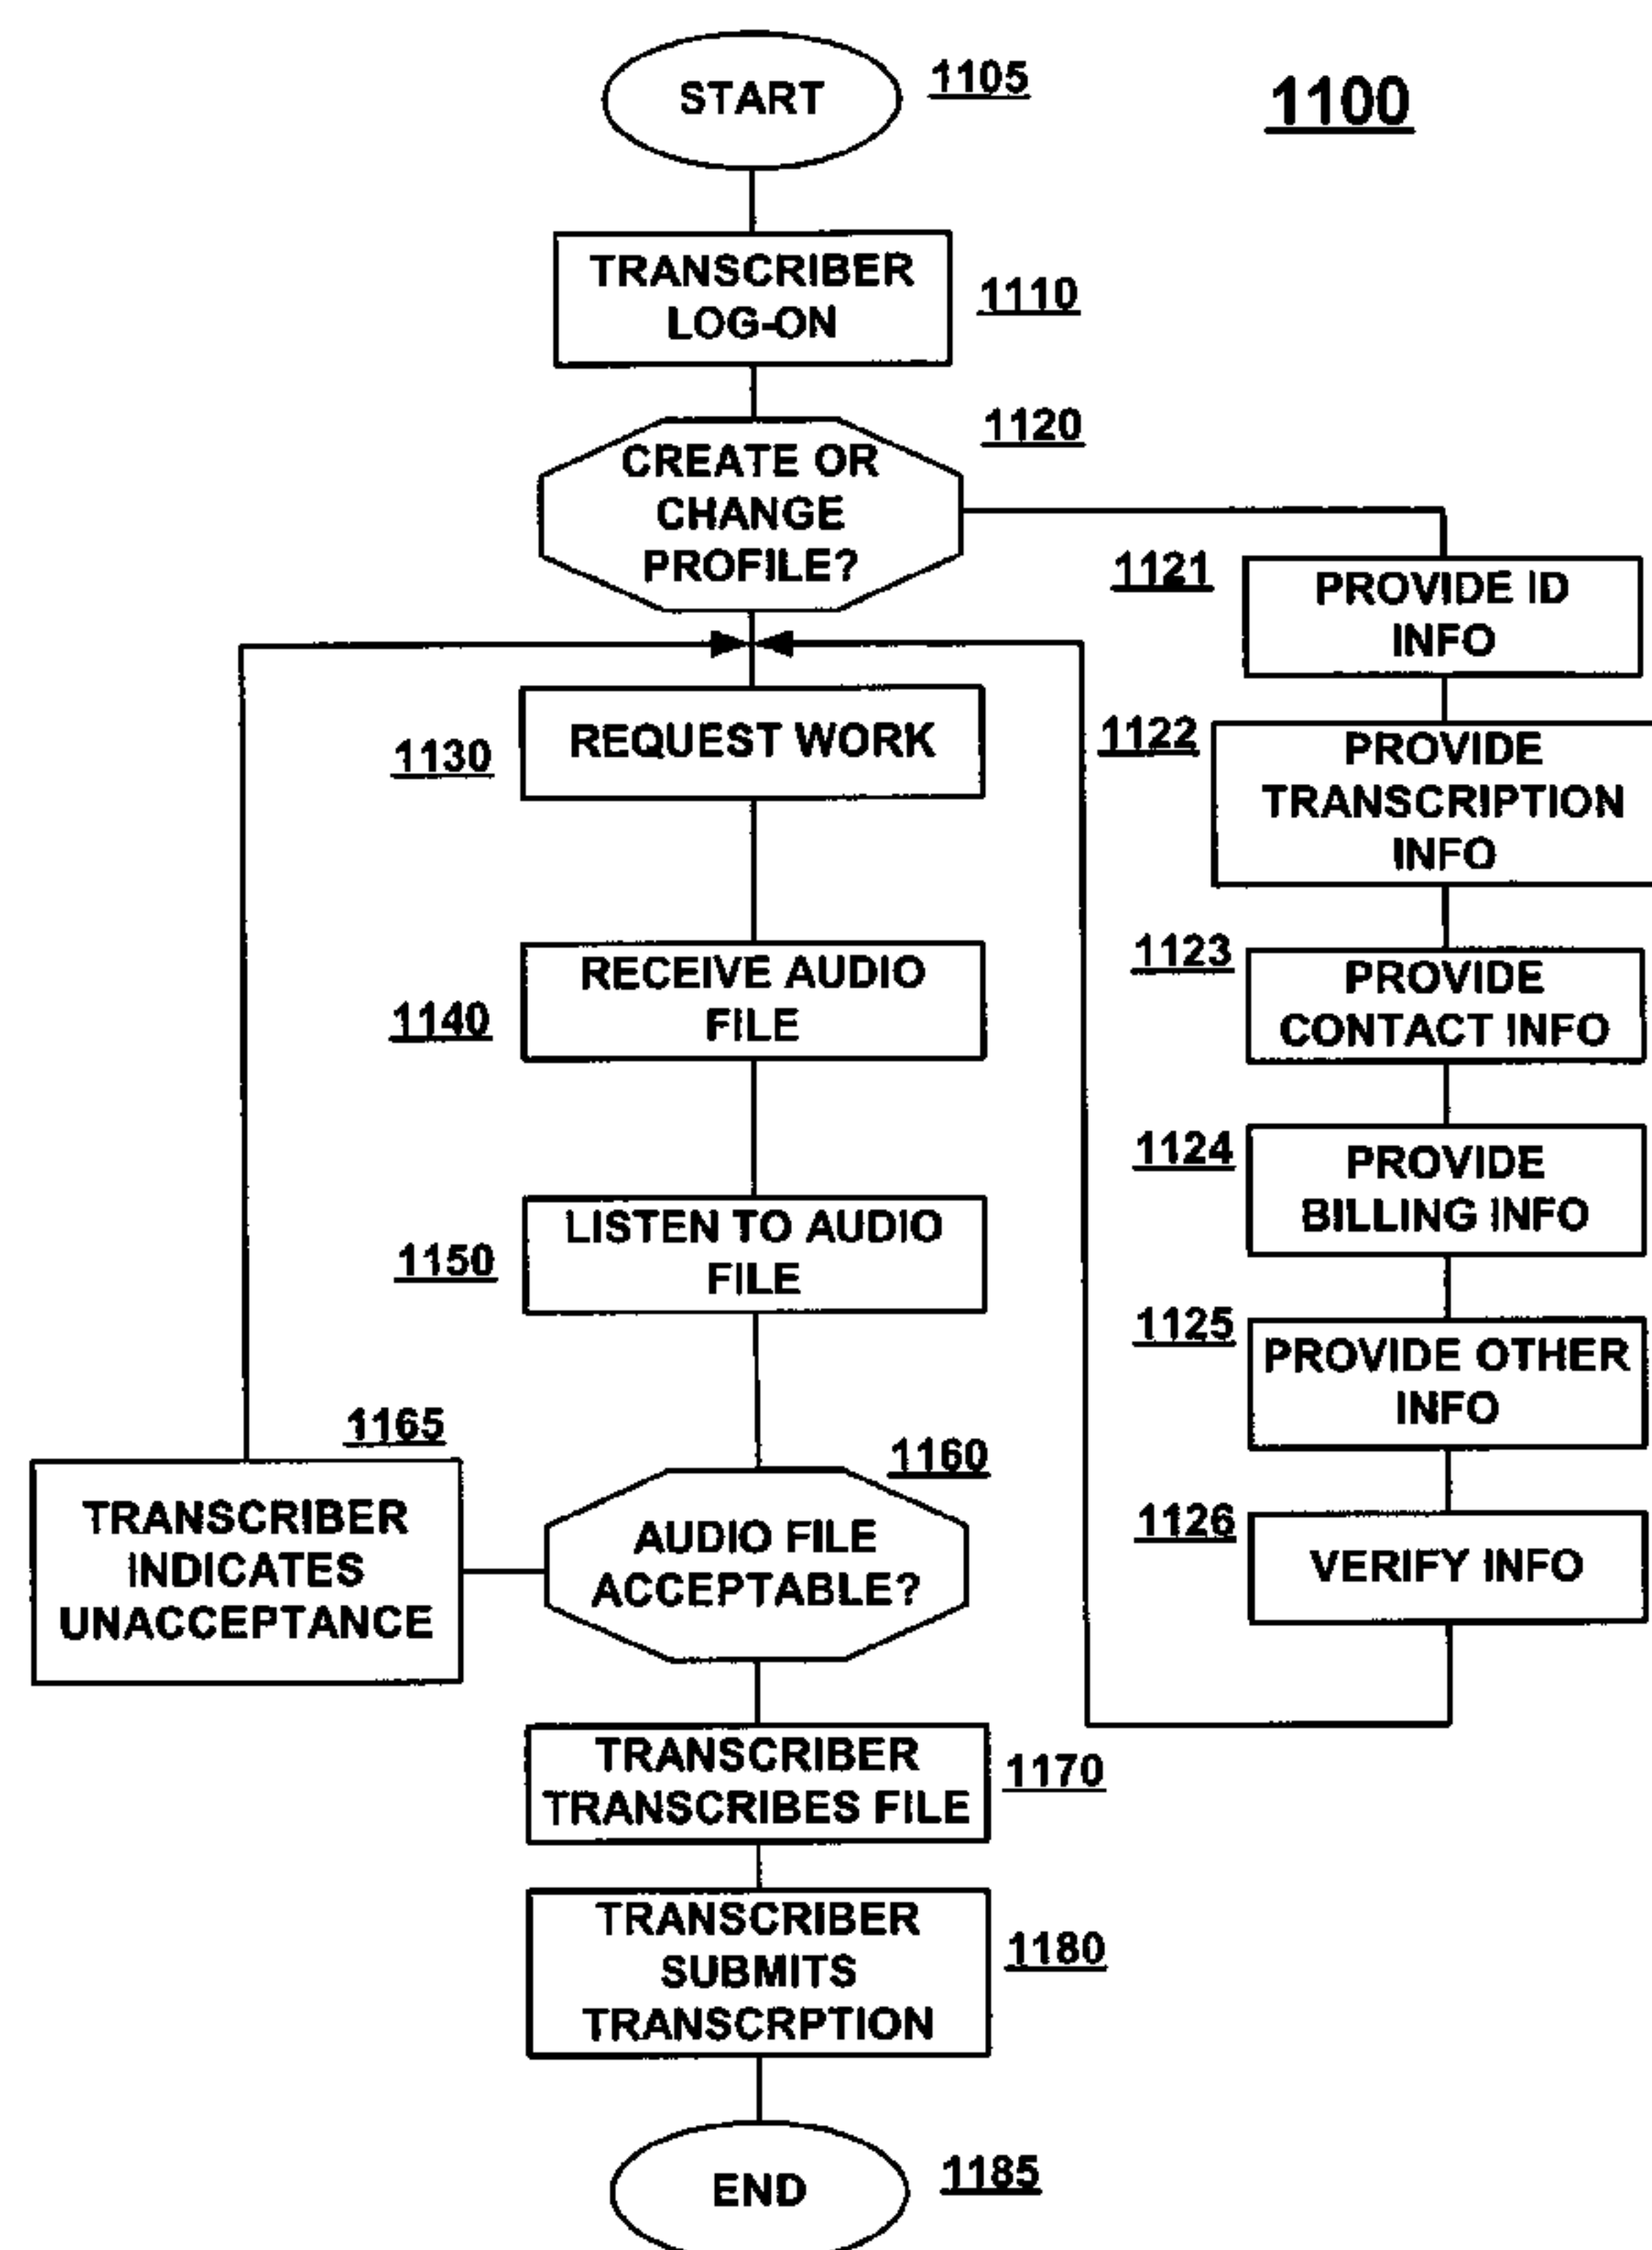 START
1105
1100
TRANSCRIBER
LOG-ON
1110
CREATE OR
CHANGE
PROFILE?
1120
1121
PROVIDE ID
INFO
1122
PROVIDE
TRANSCRIPTION
INFO
1123
PROVIDE
CONTACT INFO
1124
PROVIDE
BILLING INFO
1125
PROVIDE OTHER
INFO
1126
VERIFY INFO
REQUEST WORK
1130
RECEIVE AUDIO
FILE
1140
LISTEN TO AUDIO
FILE
1150
1160
AUDIO FILE
ACCEPTABLE?
1165
TRANSCRIBER
INDICATES
UNACCEPTANCE
TRANSCRIBER
TRANSCRIBES FILE
1170
TRANSCRIBER
SUBMITS
TRANSCRPTION
1180
END
1185